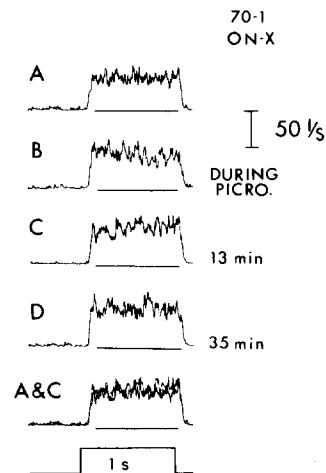 70-1
ON-X
A
50 I/S
B
DURING
PICRO.
C
13 min
D
35 min
A&C
1 s